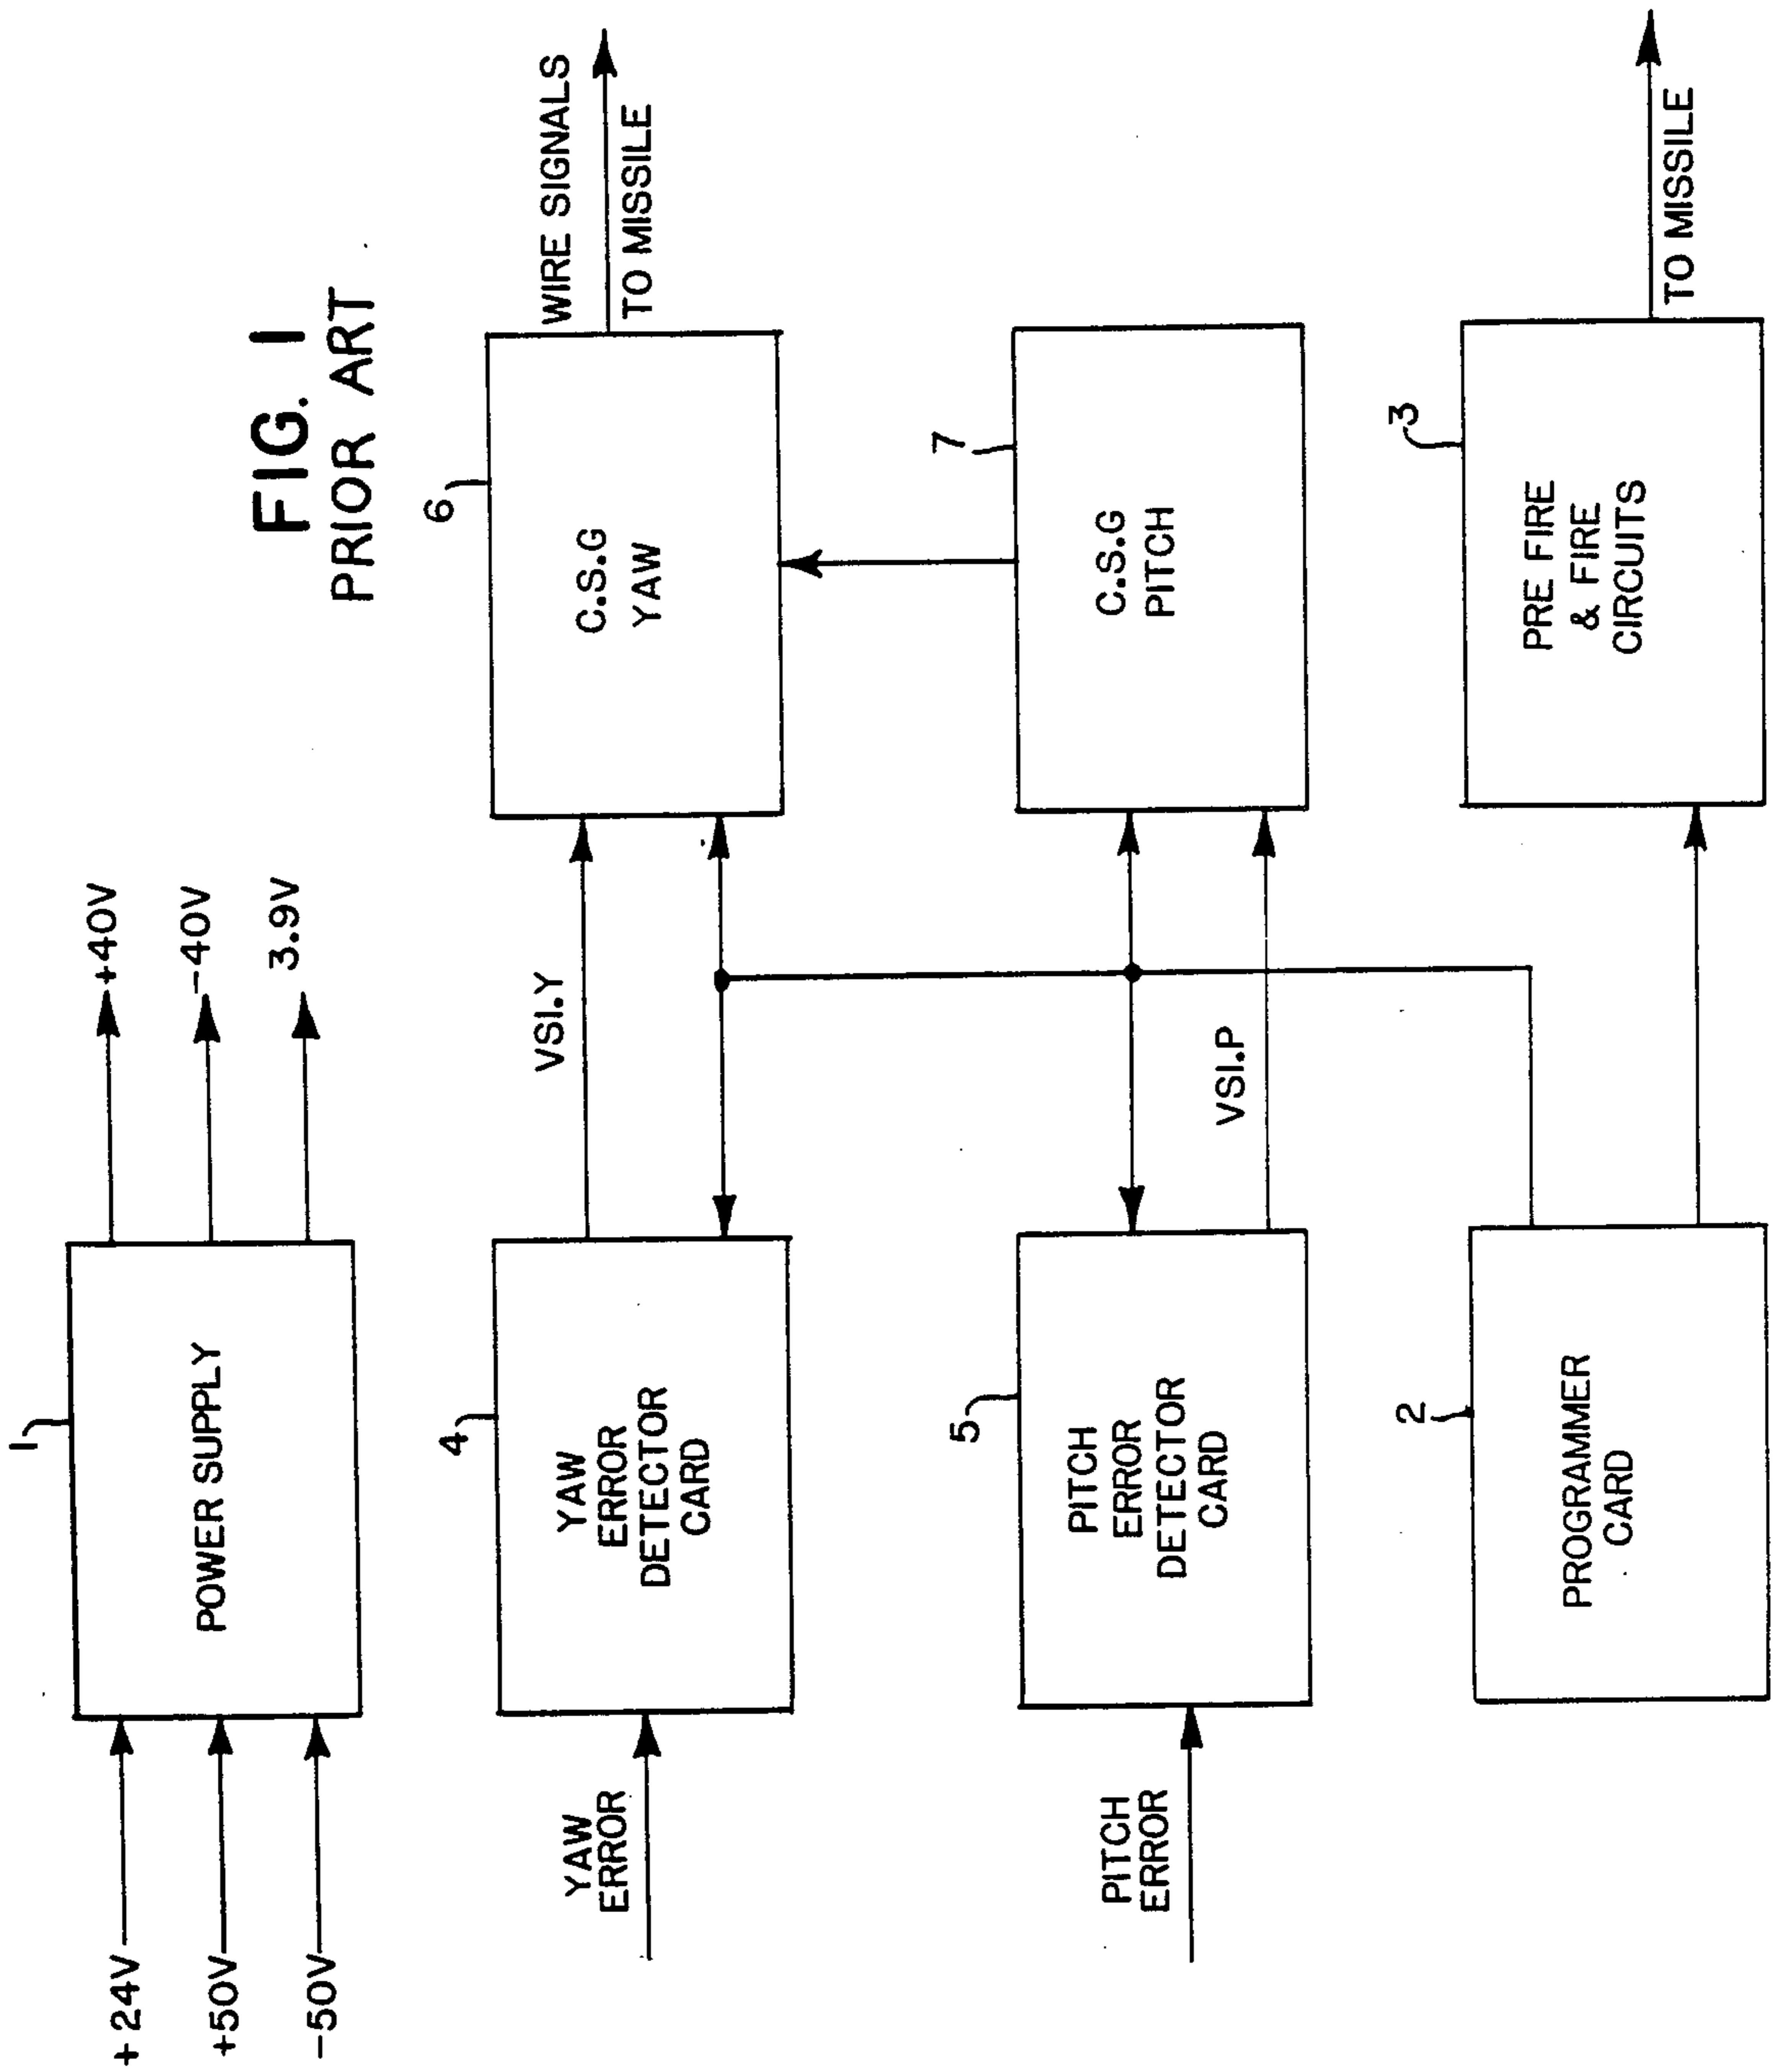 FIG. 1
PRIOR ART
1
+24V
+50V
-50V
POWER SUPPLY
+40V
-40V
3.9V
YAW
ERROR
4
YAW
ERROR
DETECTOR
CARD
VSI.Y
6
C.S.G
YAW
WIRE SIGNALS
TO MISSILE
PITCH
ERROR
5
PITCH
ERROR
DETECTOR
CARD
VSI.P
7
C.S.G
PITCH
2
PROGRAMMER
CARD
3
PRE FIRE
& FIRE
CIRCUITS
TO MISSILE